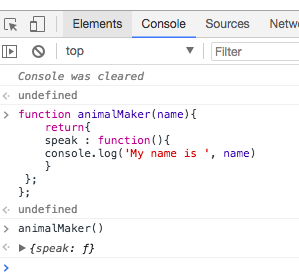 Elements Console Sources Netw
top ▼ Filter
Console was cleared
undefined
function animalMaker(name){
    return{
    speak : function(){
    console.log('My name is ', name)
    }
 };
};
undefined
animalMaker()
{speak: ƒ}